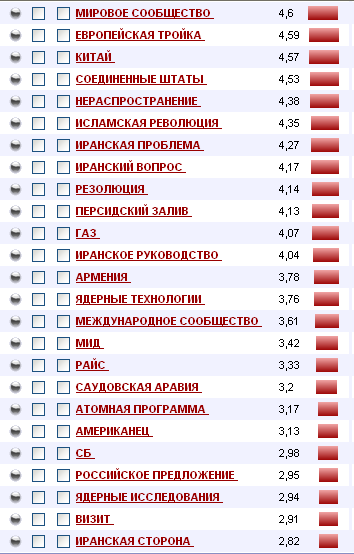 МИРОВОЕ СООБЩЕСТВО 4,6
ЕВРОПЕЙСКАЯ ТРОЙКА 4,59
КИТАЙ 4,57
СОЕДИНЕННЫЕ ШТАТЫ 4,53
НЕРАСПРОСТРАНЕНИЕ 4,38
ИСЛАМСКАЯ РЕВОЛЮЦИЯ 4,35
ИРАНСКАЯ ПРОБЛЕМА 4,27
ИРАНСКИЙ ВОПРОС 4,17
РЕЗОЛЮЦИЯ 4,14
ПЕРСИДСКИЙ ЗАЛИВ 4,13
ГАЗ 4,07
ИРАНСКОЕ РУКОВОДСТВО 4,04
АРМЕНИЯ 3,78
ЯДЕРНЫЕ ТЕХНОЛОГИИ 3,76
МЕЖДУНАРОДНОЕ СООБЩЕСТВО 3,61
МИД 3,42
РАЙС 3,33
САУДОВСКАЯ АРАВИЯ 3,2
АТОМНАЯ ПРОГРАММА 3,17
АМЕРИКАНЕЦ 3,13
СБ 2,98
РОССИЙСКОЕ ПРЕДЛОЖЕНИЕ 2,95
ЯДЕРНЫЕ ИССЛЕДОВАНИЯ 2,94
ВИЗИТ 2,91
ИРАНСКАЯ СТОРОНА 2,82